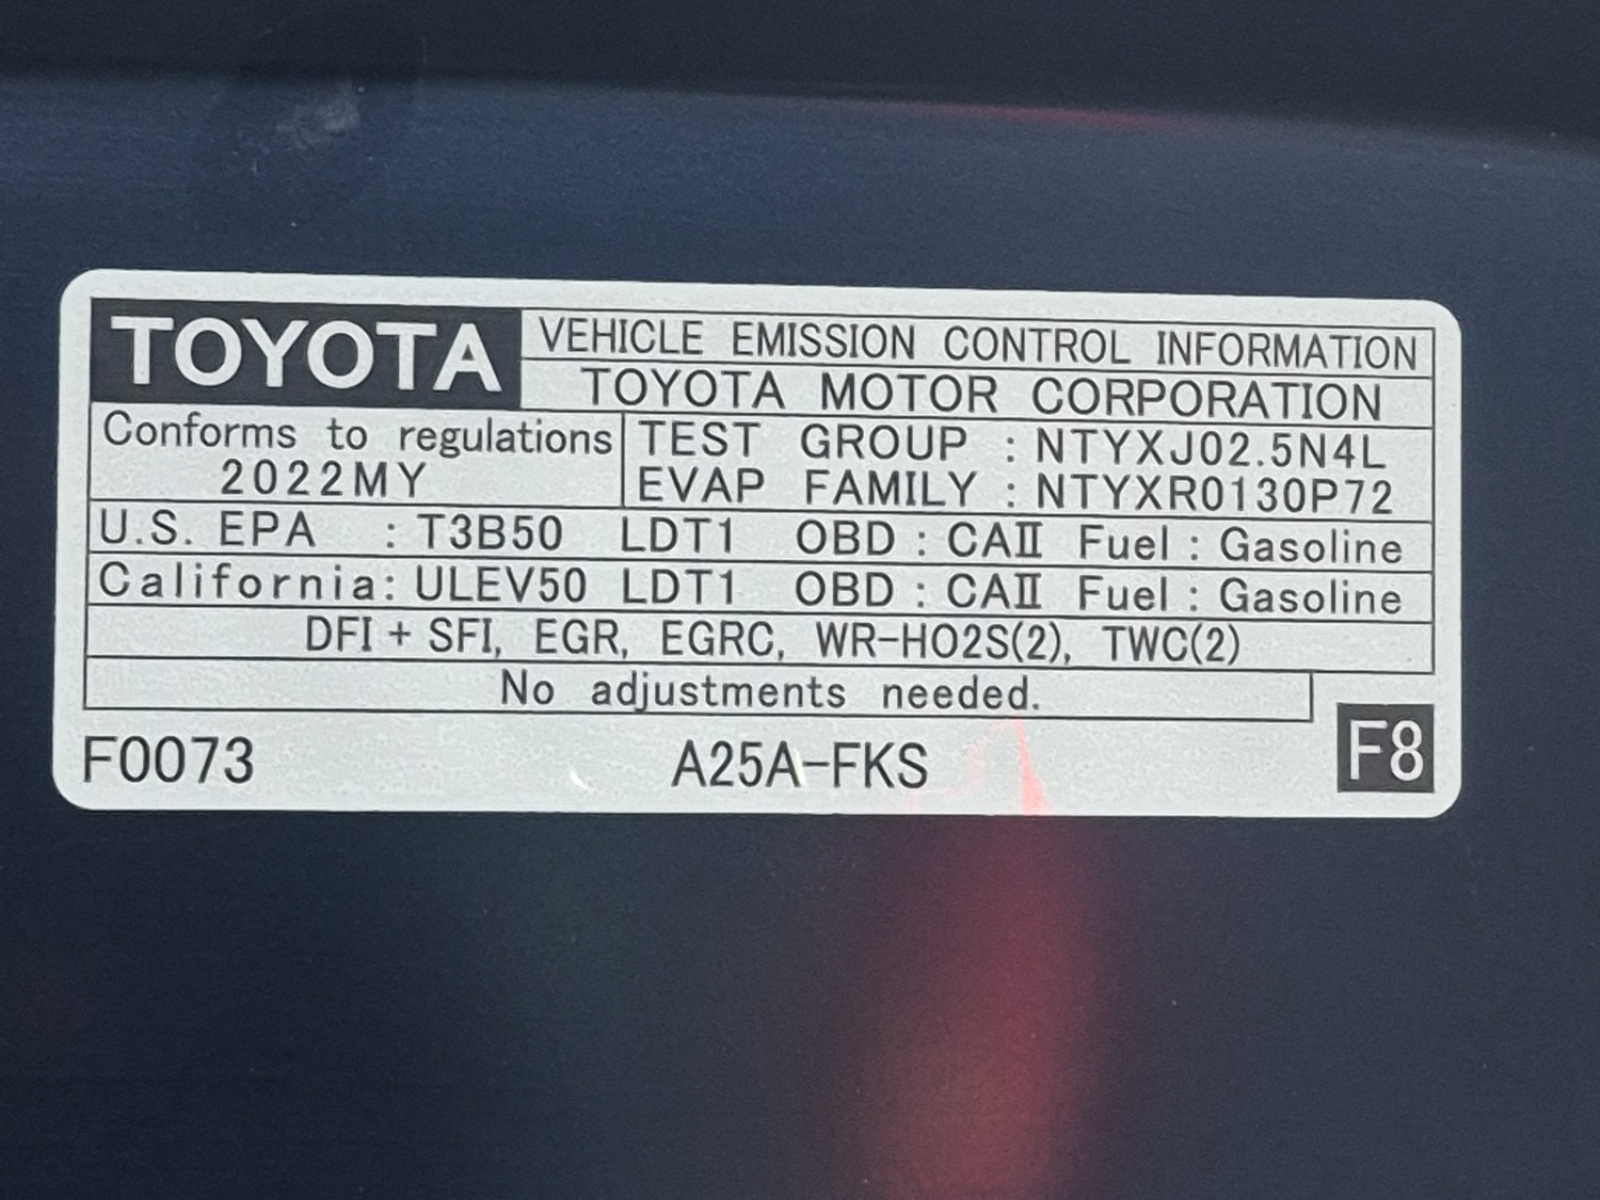 TOYOTA VEHICLE EMISSION CONTROL INFORMATION
TOYOTA MOTOR CORPORATION
Conforms to regulations
2022MY
TEST GROUP : NTYXJ02.5N4L
EVAP FAMILY : NTYXR0130P72
U.S. EPA : T3B50 LDT1 OBD : CAⅡ Fuel : Gasoline
California: ULEV50 LDT1 OBD : CAⅡ Fuel : Gasoline
DFI + SFI, EGR, EGRC, WR-HO2S(2), TWC(2)
No adjustments needed.
F0073 A25A-FKS F8